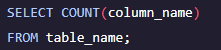 SELECT COUNT(column_name)
FROM table_name;